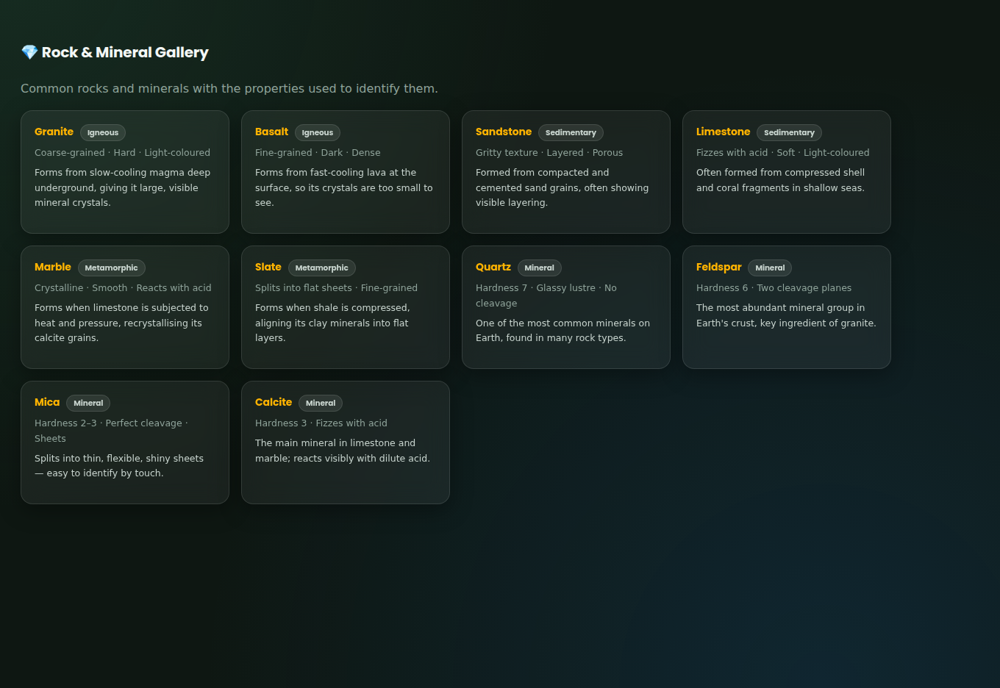 💎 Rock & Mineral Gallery
Common rocks and minerals with the properties used to identify them.
Granite Igneous
Coarse-grained · Hard · Light-coloured
Forms from slow-cooling magma deep
underground, giving it large, visible
mineral crystals.
Basalt Igneous
Fine-grained · Dark · Dense
Forms from fast-cooling lava at the
surface, so its crystals are too small to
see.
Sandstone Sedimentary
Gritty texture · Layered · Porous
Formed from compacted and
cemented sand grains, often showing
visible layering.
Limestone Sedimentary
Fizzes with acid · Soft · Light-coloured
Often formed from compressed shell
and coral fragments in shallow seas.
Marble Metamorphic
Crystalline · Smooth · Reacts with acid
Forms when limestone is subjected to
heat and pressure, recrystallising its
calcite grains.
Slate Metamorphic
Splits into flat sheets · Fine-grained
Forms when shale is compressed,
aligning its clay minerals into flat
layers.
Quartz Mineral
Hardness 7 · Glassy lustre · No
cleavage
One of the most common minerals on
Earth, found in many rock types.
Feldspar Mineral
Hardness 6 · Two cleavage planes
The most abundant mineral group in
Earth's crust, key ingredient of granite.
Mica Mineral
Hardness 2–3 · Perfect cleavage ·
Sheets
Splits into thin, flexible, shiny sheets
— easy to identify by touch.
Calcite Mineral
Hardness 3 · Fizzes with acid
The main mineral in limestone and
marble; reacts visibly with dilute acid.